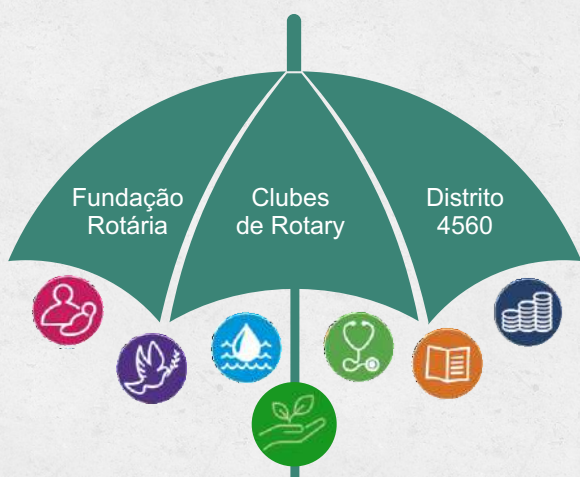 Fundação
Rotária
Clubes
de Rotary
Distrito
4560